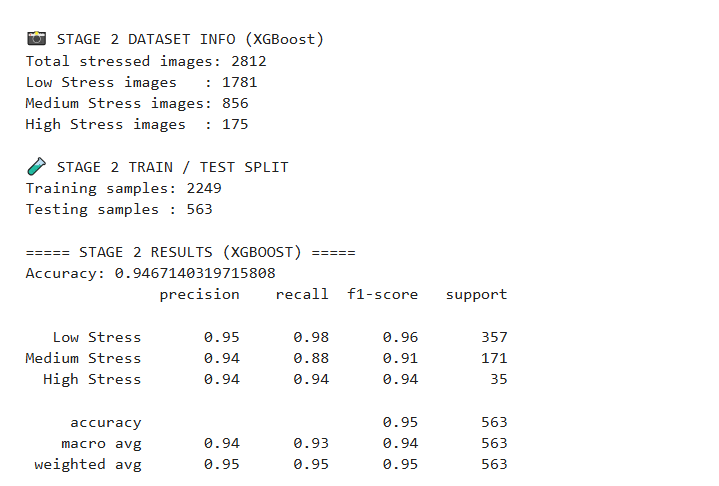 📸 STAGE 2 DATASET INFO (XGBoost)
Total stressed images: 2812
Low Stress images   : 1781
Medium Stress images: 856
High Stress images  : 175
🧪 STAGE 2 TRAIN / TEST SPLIT
Training samples: 2249
Testing samples : 563
===== STAGE 2 RESULTS (XGBOOST) =====
Accuracy: 0.9467140319715808
               precision    recall  f1-score   support
   Low Stress       0.95      0.98      0.96       357
Medium Stress       0.94      0.88      0.91       171
  High Stress       0.94      0.94      0.94        35
     accuracy                           0.95       563
    macro avg       0.94      0.93      0.94       563
 weighted avg       0.95      0.95      0.95       563